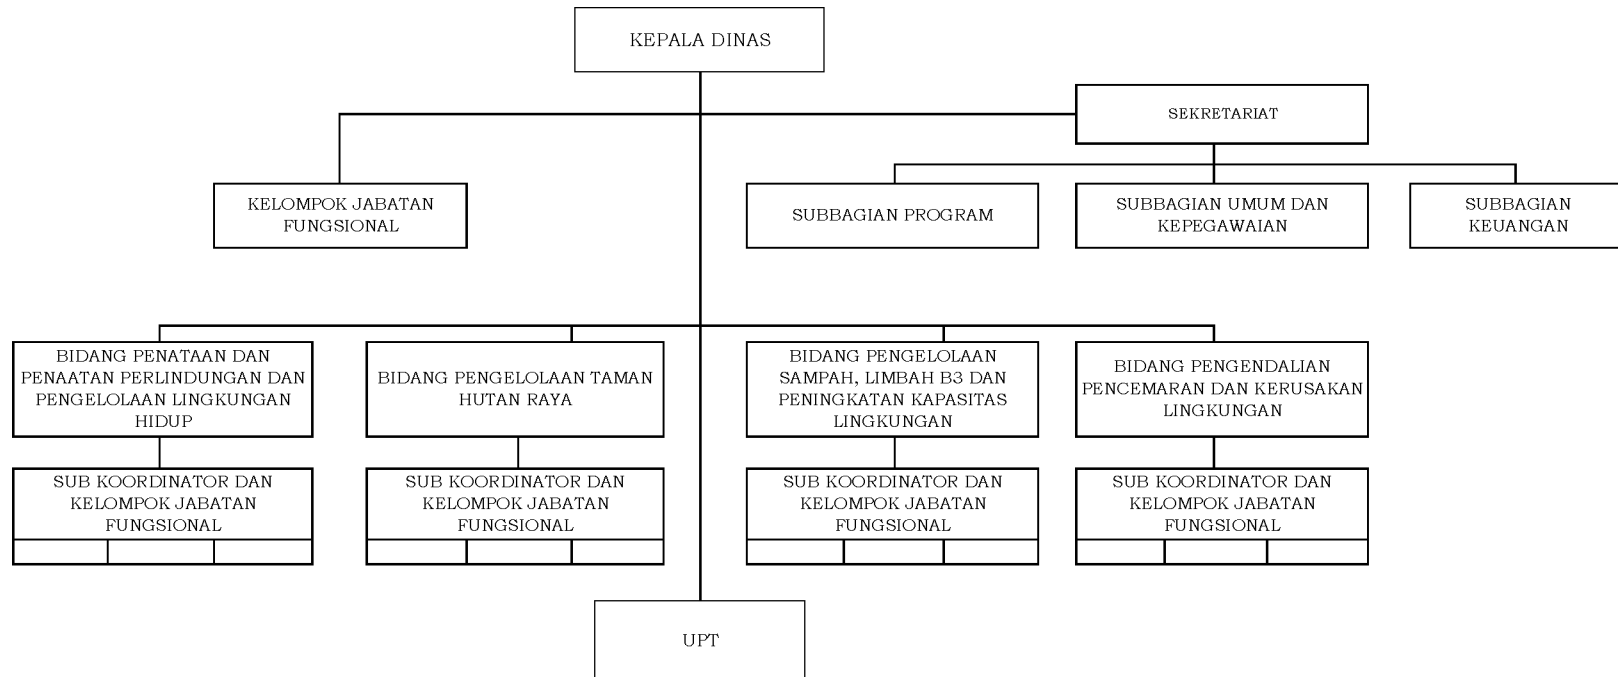 KEPALA DINAS
SEKRETARIAT
KELOMPOK JABATAN
FUNGSIONAL
SUBBAGIAN PROGRAM
SUBBAGIAN UMUM DAN
KEPEGAWAIAN
SUBBAGIAN
KEUANGAN
BIDANG PENATAAN DAN
PENAATAN PERLINDUNGAN DAN
PENGELOLAAN LINGKUNGAN
HIDUP
BIDANG PENGELOLAAN TAMAN
HUTAN RAYA
BIDANG PENGELOLAAN
SAMPAH, LIMBAH B3 DAN
PENINGKATAN KAPASITAS
LINGKUNGAN
BIDANG PENGENDALIAN
PENCEMARAN DAN KERUSAKAN
LINGKUNGAN
SUB KOORDINATOR DAN
KELOMPOK JABATAN
FUNGSIONAL
SUB KOORDINATOR DAN
KELOMPOK JABATAN
FUNGSIONAL
SUB KOORDINATOR DAN
KELOMPOK JABATAN
FUNGSIONAL
SUB KOORDINATOR DAN
KELOMPOK JABATAN
FUNGSIONAL
UPT